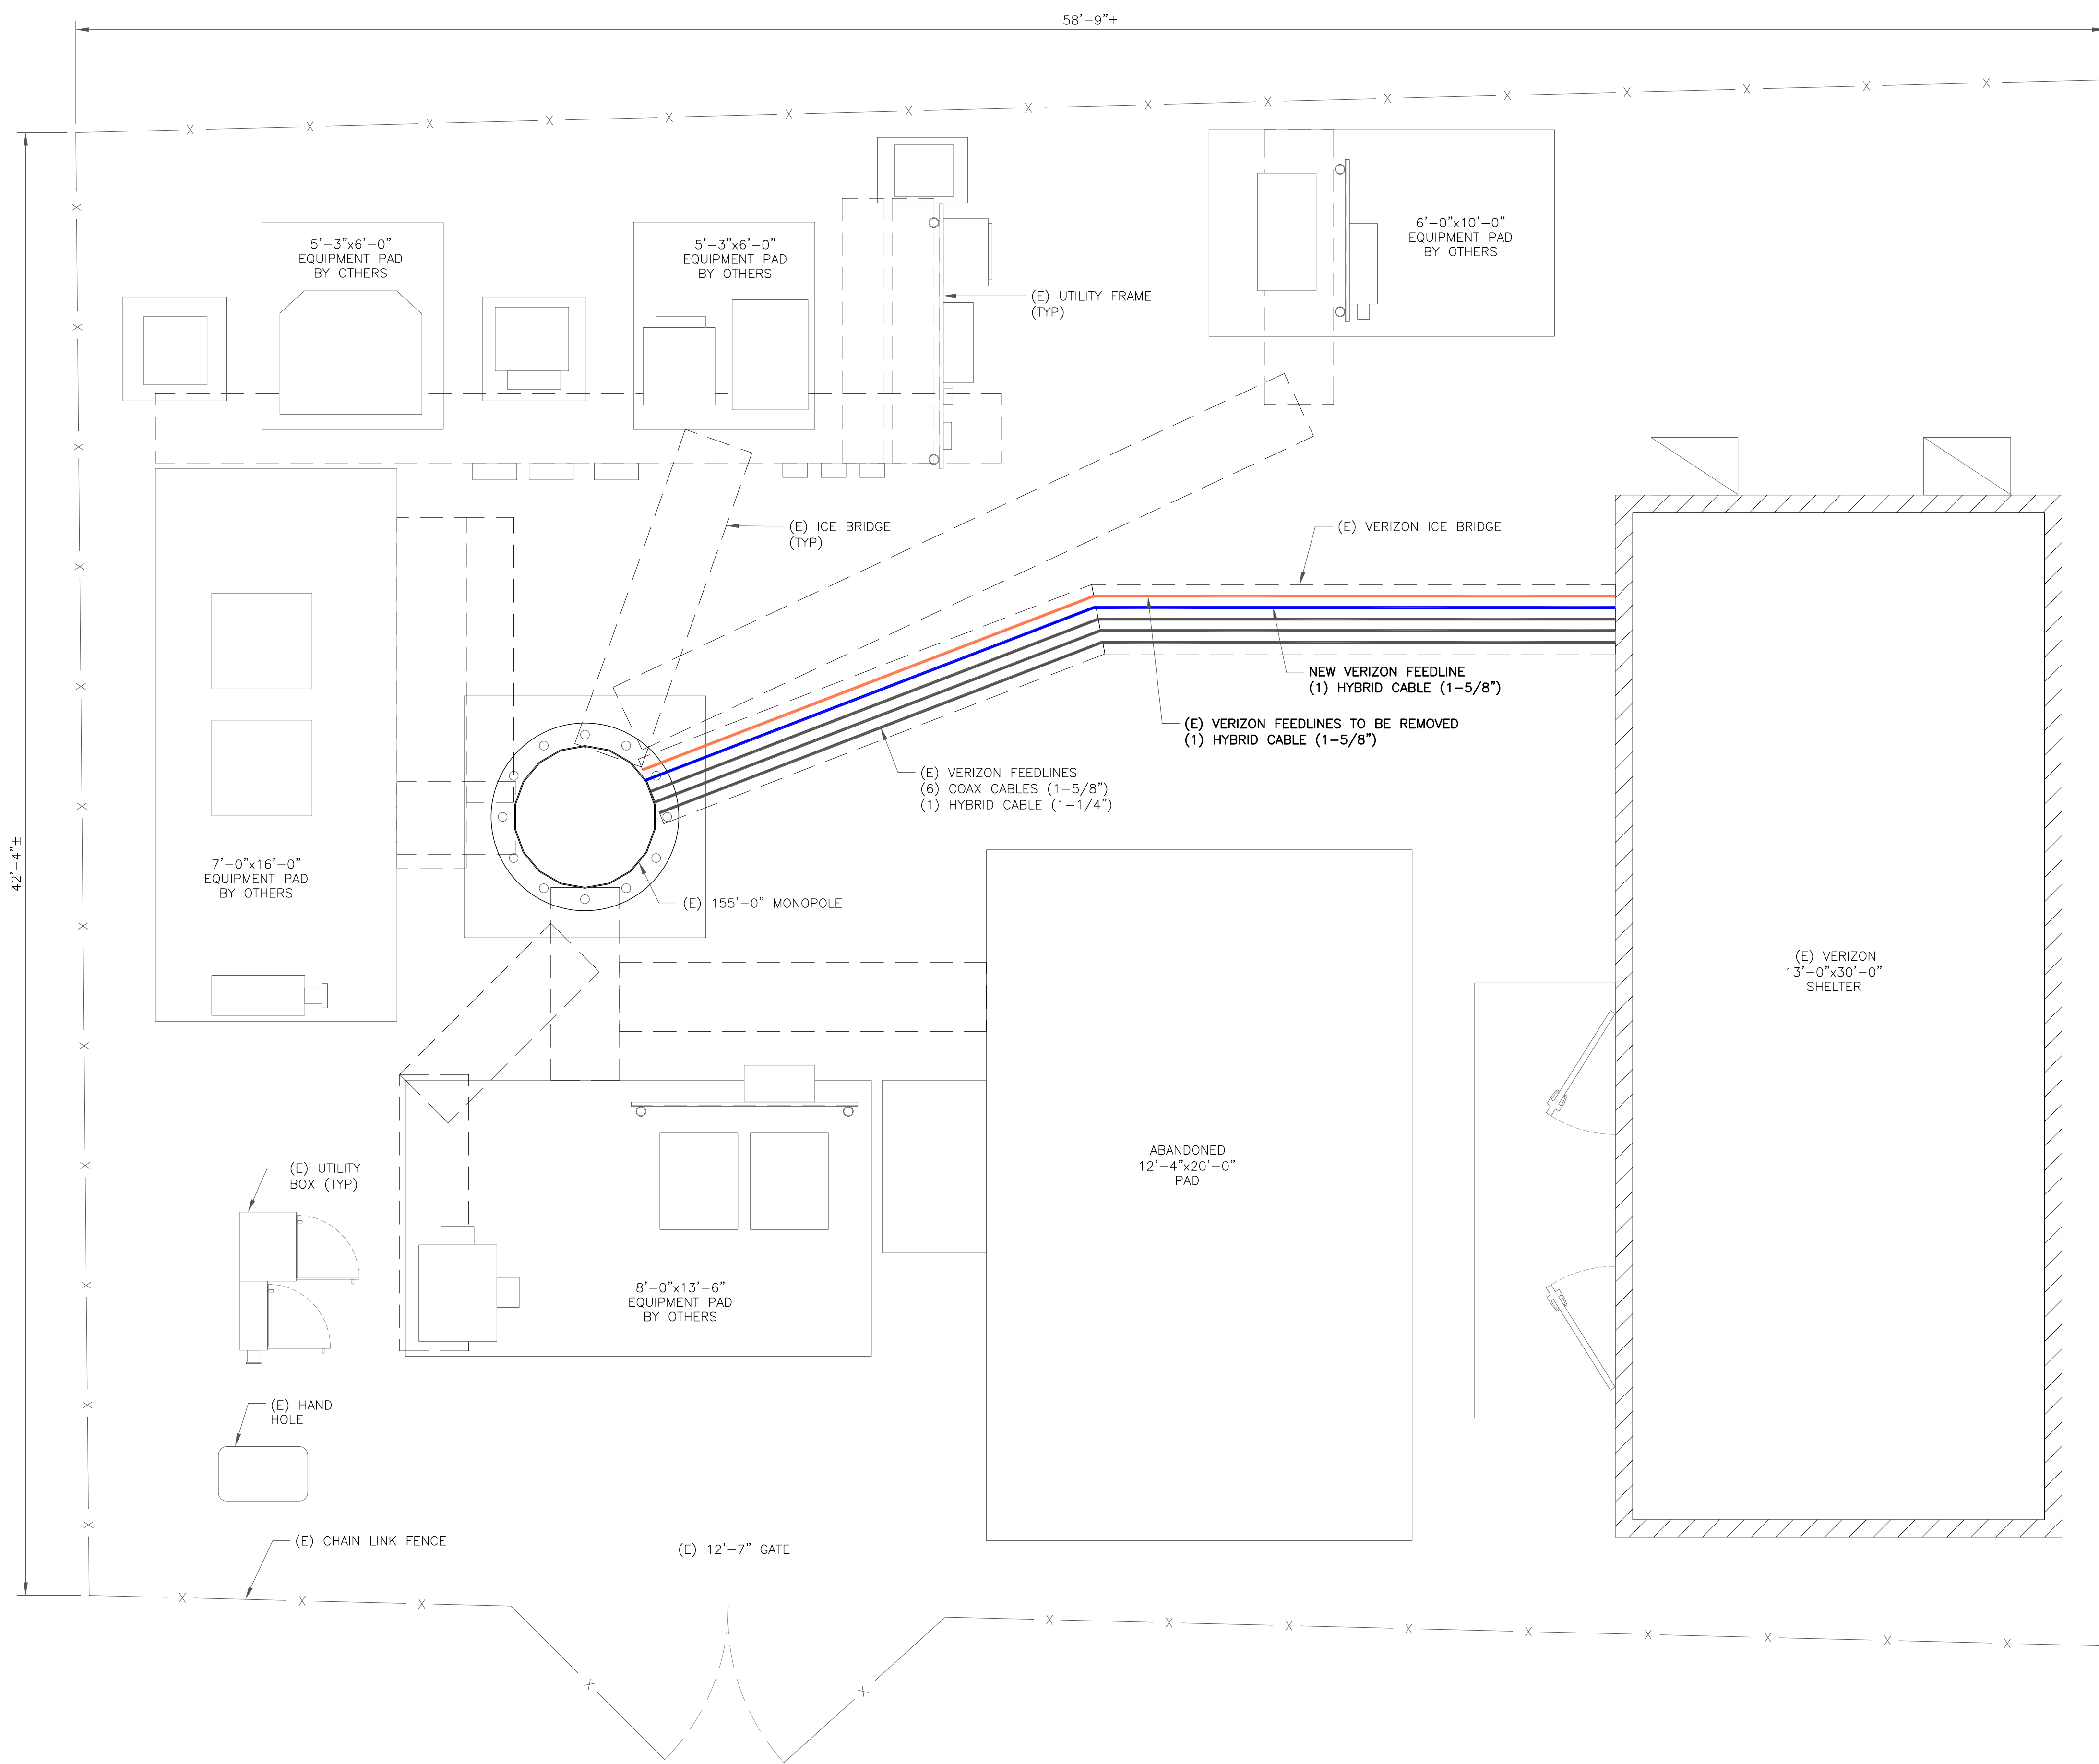 58'-9"±
5'-3"x6'-0"
EQUIPMENT PAD
BY OTHERS
5'-3"x6'-0"
EQUIPMENT PAD
BY OTHERS
6'-0"x10'-0"
EQUIPMENT PAD
BY OTHERS
(E) UTILITY FRAME
(TYP)
(E) ICE BRIDGE
(TYP)
(E) VERIZON ICE BRIDGE
NEW VERIZON FEEDLINE
(1) HYBRID CABLE (1-5/8")
(E) VERIZON FEEDLINES TO BE REMOVED
(1) HYBRID CABLE (1-5/8")
(E) VERIZON FEEDLINES
(6) COAX CABLES (1-5/8")
(1) HYBRID CABLE (1-1/4")
42'-4"±
7'-0"x16'-0"
EQUIPMENT PAD
BY OTHERS
(E) 155'-0" MONOPOLE
(E) VERIZON
13'-0"x30'-0"
SHELTER
ABANDONED
12'-4"x20'-0"
PAD
(E) UTILITY
BOX (TYP)
8'-0"x13'-6"
EQUIPMENT PAD
BY OTHERS
(E) HAND
HOLE
(E) CHAIN LINK FENCE
(E) 12'-7" GATE